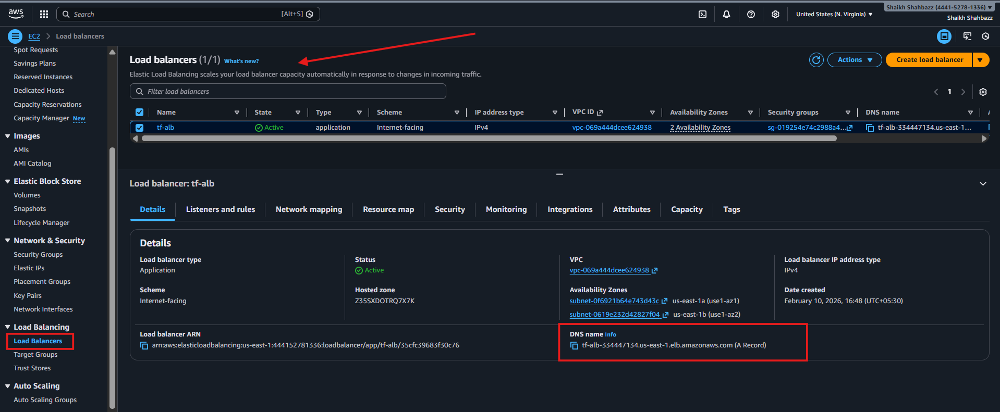 aws
Search [Alt+S]
United States (N. Virginia)
Shaikh Shahbazz (4441-5278-1336)
Shaikh Shahbazz
EC2 Load balancers
Spot Requests
Savings Plans
Reserved Instances
Dedicated Hosts
Capacity Reservations
Capacity Manager New
Images
AMIs
AMI Catalog
Elastic Block Store
Volumes
Snapshots
Lifecycle Manager
Network & Security
Security Groups
Elastic IPs
Placement Groups
Key Pairs
Network Interfaces
Load Balancing
Load Balancers
Target Groups
Trust Stores
Auto Scaling
Auto Scaling Groups
Load balancers (1/1) What's new?
Actions
Create load balancer
Elastic Load Balancing scales your load balancer capacity automatically in response to changes in incoming traffic.
Filter load balancers
1
Name State Type Scheme IP address type VPC ID Availability Zones Security groups DNS name
tf-alb Active application Internet-facing IPv4 vpc-069a444dcee624938 2 Availability Zones sg-019254e74c2988a4... tf-alb-334447134.us-east-1...
Load balancer: tf-alb
Details Listeners and rules Network mapping Resource map Security Monitoring Integrations Attributes Capacity Tags
Details
Load balancer type
Application
Status
Active
VPC
vpc-069a444dcee624938
Load balancer IP address type
IPv4
Scheme
Internet-facing
Hosted zone
Z35SXDOTRQ7X7K
Availability Zones
subnet-0f6921b64e743d43c us-east-1a (use1-az1)
subnet-0619e232d42827f04 us-east-1b (use1-az2)
Date created
February 10, 2026, 16:48 (UTC+05:30)
Load balancer ARN
arn:aws:elasticloadbalancing:us-east-1:444152781336:loadbalancer/app/tf-alb/35cfc39683f30c76
DNS name Info
tf-alb-334447134.us-east-1.elb.amazonaws.com (A Record)